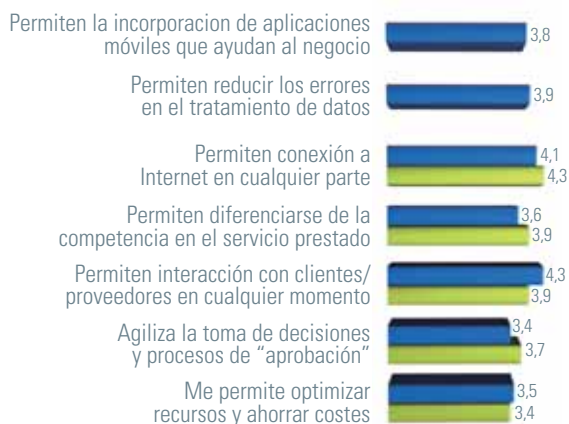 Permiten la incorporacion de aplicaciones
móviles que ayudan al negocio
3,8
Permiten reducir los errores
en el tratamiento de datos
3,9
Permiten conexión a
Internet en cualquier parte
4,1
4,3
Permiten diferenciarse de la
competencia en el servicio prestado
3,6
3,9
Permiten interacción con clientes/
proveedores en cualquier momento
4,3
3,9
Agiliza la toma de decisiones
y procesos de “aprobación”
3,4
3,7
Me permite optimizar
recursos y ahorrar costes
3,5
3,4